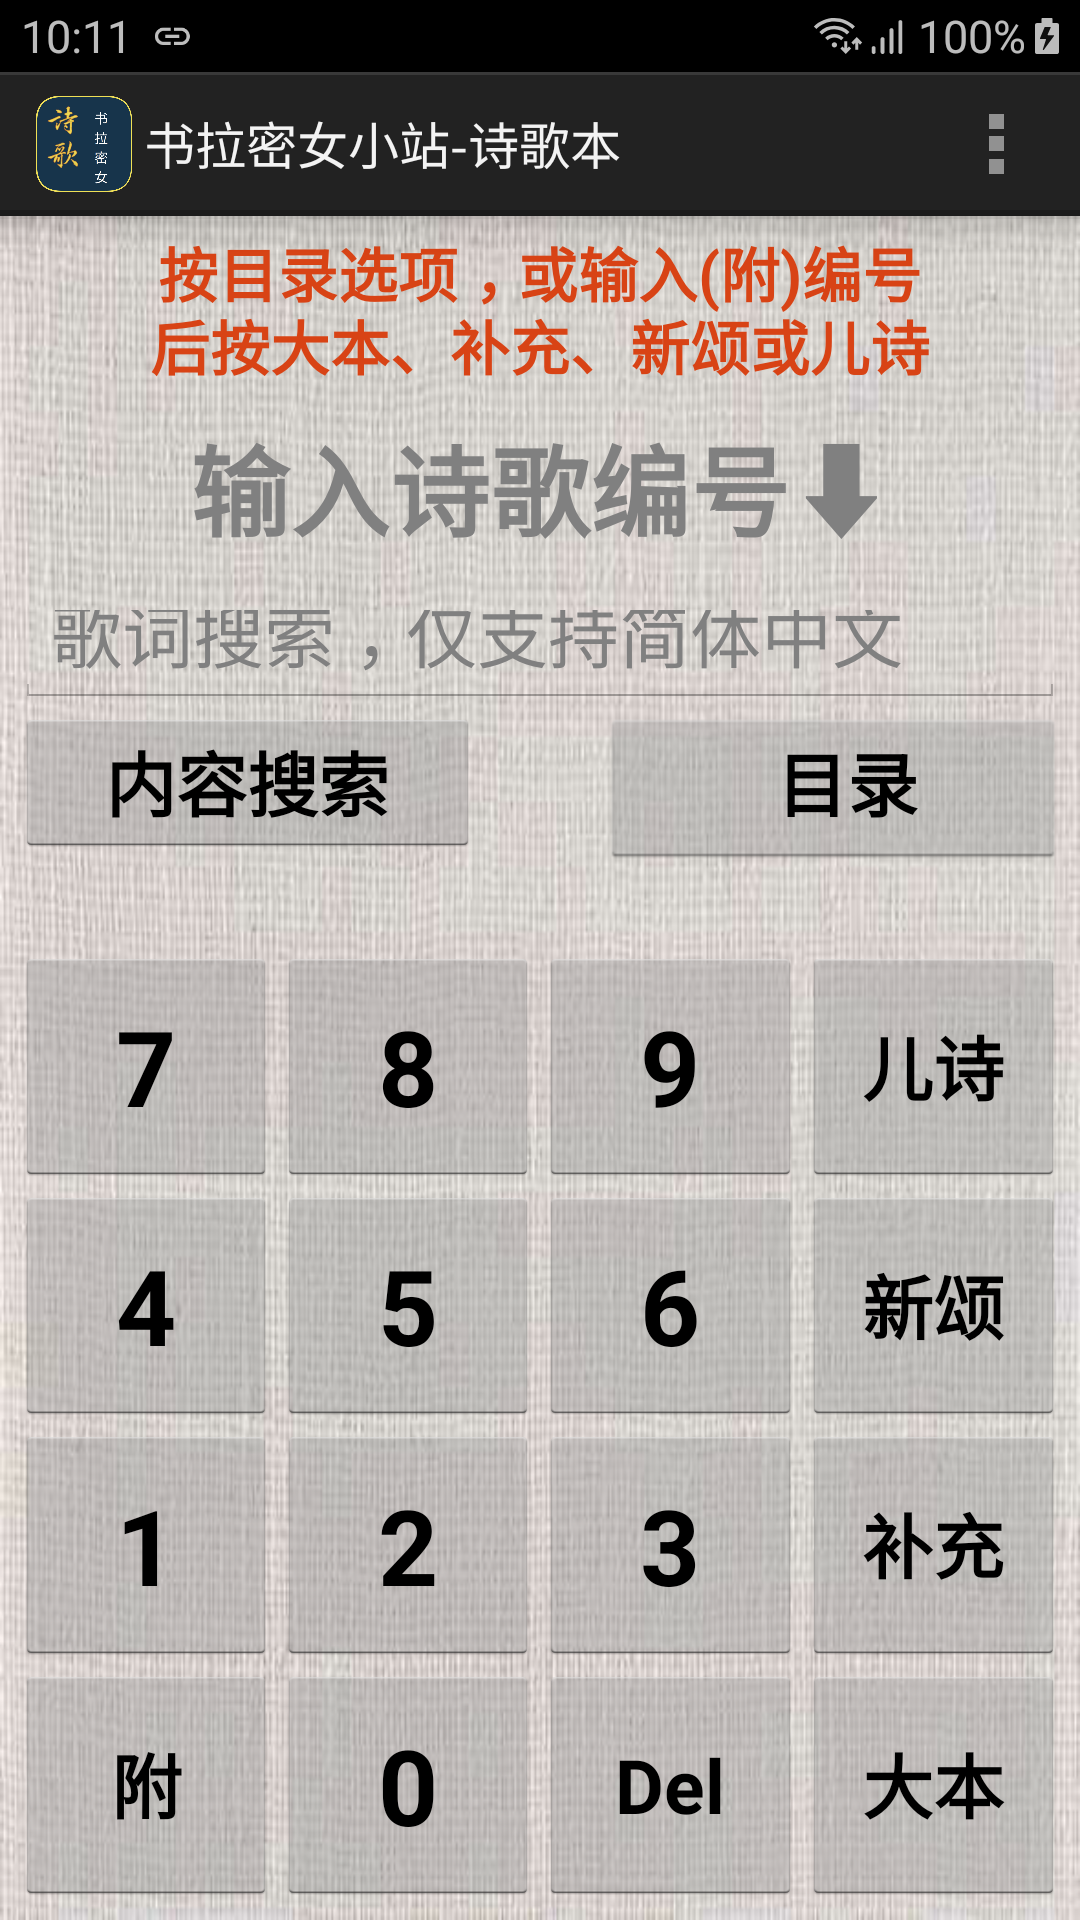 10:11
100%
诗歌
书拉密女
书拉密女小站-诗歌本
按目录选项，或输入(附)编号
后按大本、补充、新颂或儿诗
输入诗歌编号
歌词搜索，仅支持简体中文
内容搜索
目录
7
8
9
儿诗
4
5
6
新颂
1
2
3
补充
附
0
Del
大本